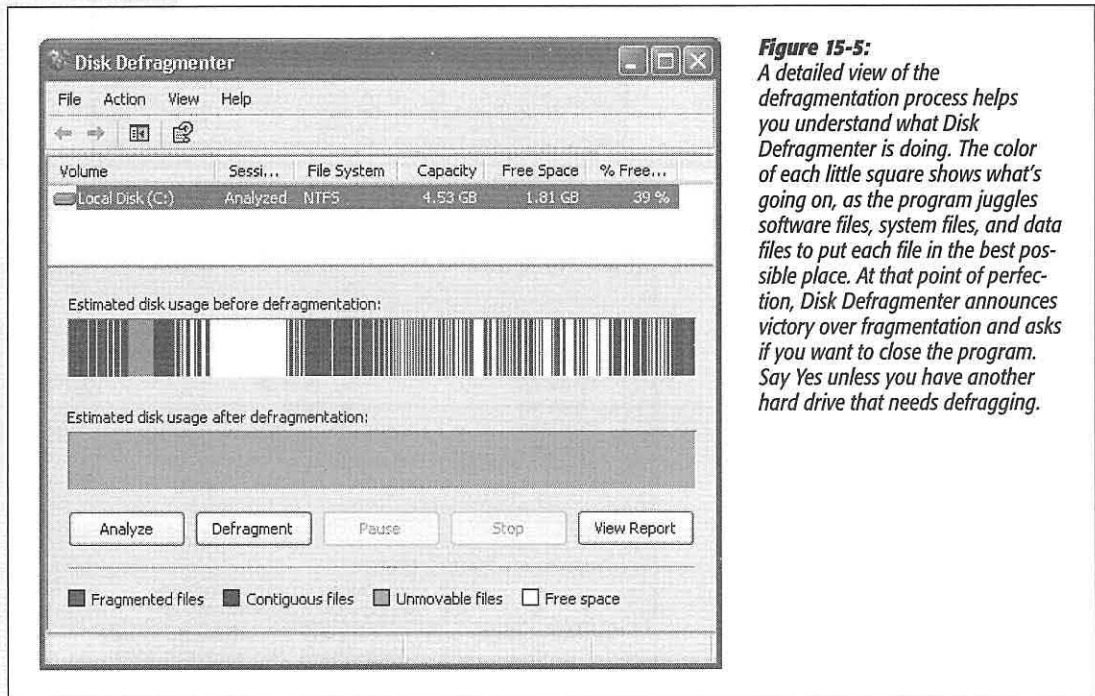 Disk Defragmenter
File Action View Help
Volume Sessi... File System Capacity Free Space % Free...
Local Disk (C:) Analyzed NTFS 4.53 GB 1.81 GB 39 %
Estimated disk usage before defragmentation:
Estimated disk usage after defragmentation:
Analyze Defragment Pause Stop View Report
Fragmented files Contiguous files Unmovable files Free space
Figure 15-5:
A detailed view of the
defragmentation process helps
you understand what Disk
Defragmenter is doing. The color
of each little square shows what's
going on, as the program juggles
software files, system files, and data
files to put each file in the best pos-
sible place. At that point of perfec-
tion, Disk Defragmenter announces
victory over fragmentation and asks
if you want to close the program.
Say Yes unless you have another
hard drive that needs defragging.